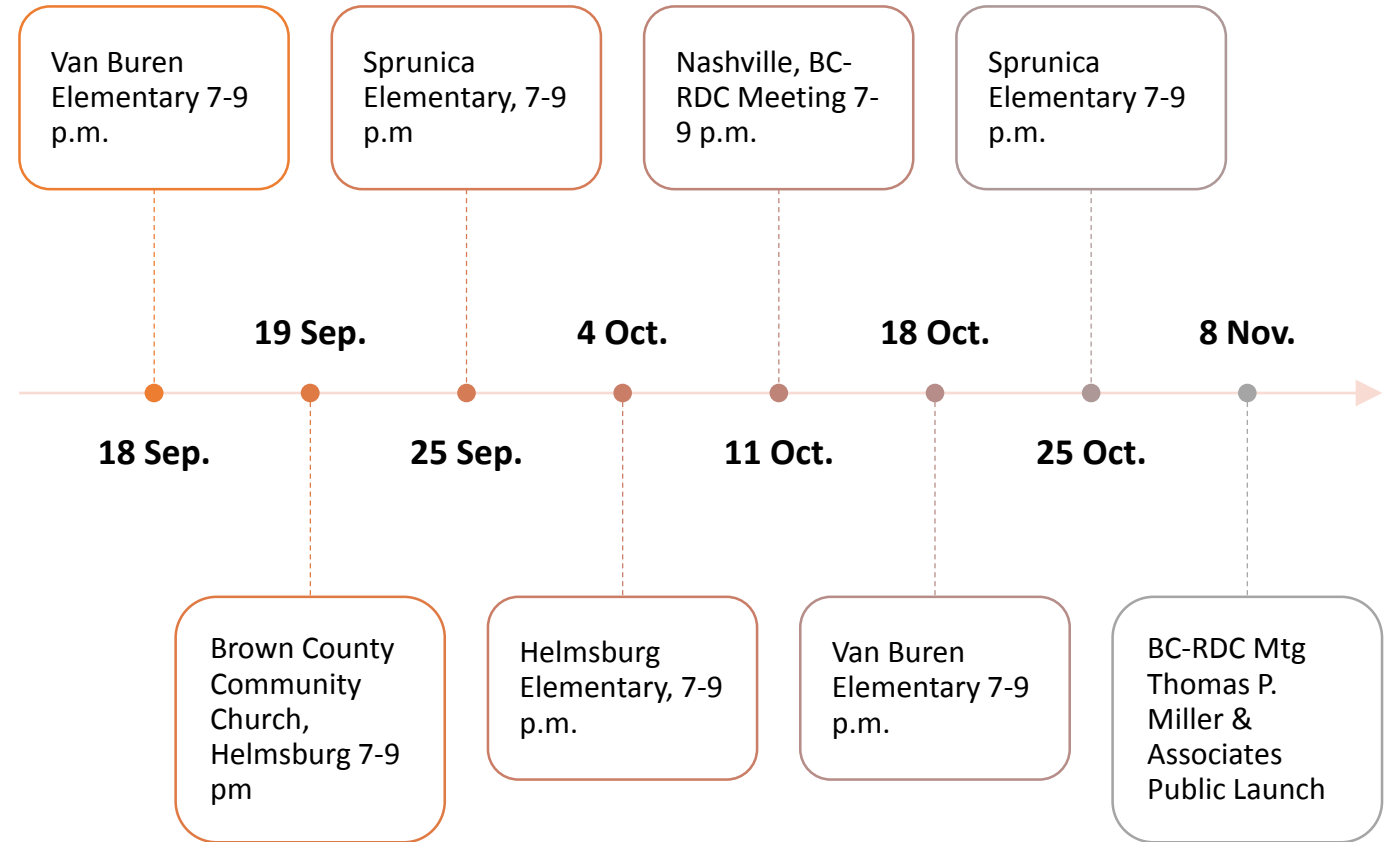 Van Buren
Elementary 7-9
p.m.
Sprunica
Elementary, 7-9
p.m
Nashville, BC-
RDC Meeting 7-
9 p.m.
Sprunica
Elementary 7-9
p.m.
19 Sep.
4 Oct.
18 Oct.
8 Nov.
18 Sep.
25 Sep.
11 Oct.
25 Oct.
Brown County
Community
Church,
Helmsburg 7-9
pm
Helmsburg
Elementary, 7-9
p.m.
Van Buren
Elementary 7-9
p.m.
BC-RDC Mtg
Thomas P.
Miller &
Associates
Public Launch